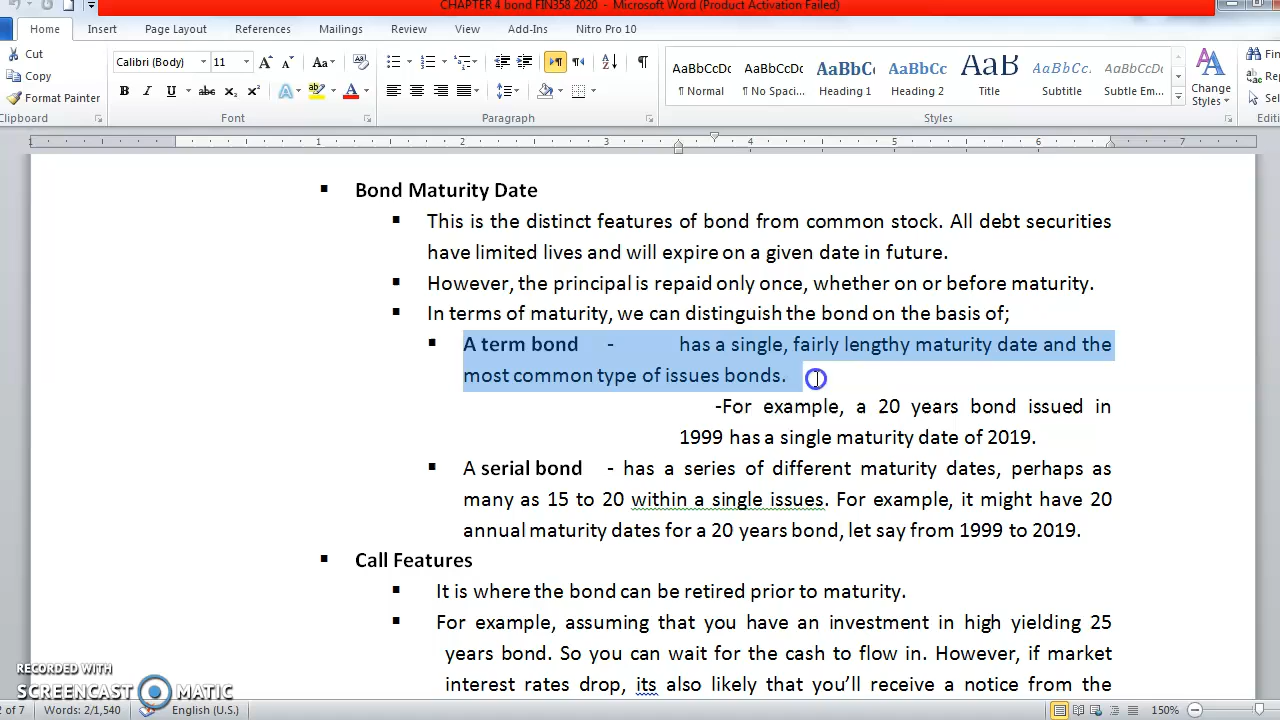 CHAPTER 4 bond FIN358 2020 - Microsoft Word (Product Activation Failed)
Home Insert Page Layout References Mailings Review View Add-Ins Nitro Pro 10
Cut
Copy
Format Painter
Clipboard
Calibri (Body) 11
Font
Paragraph
AaBbCcDc AaBbCcDc AaBbC AaBbCc AaB AaBbCc. AaBbCcDc
¶ Normal ¶ No Spaci... Heading 1 Heading 2 Title Subtitle Subtle Em...
Change
Styles
Styles
1 1 2 3 4 5 6 7
Bond Maturity Date
This is the distinct features of bond from common stock. All debt securities
have limited lives and will expire on a given date in future.
However, the principal is repaid only once, whether on or before maturity.
In terms of maturity, we can distinguish the bond on the basis of;
A term bond - has a single, fairly lengthy maturity date and the
most common type of issues bonds.
-For example, a 20 years bond issued in
1999 has a single maturity date of 2019.
A serial bond - has a series of different maturity dates, perhaps as
many as 15 to 20 within a single issues. For example, it might have 20
annual maturity dates for a 20 years bond, let say from 1999 to 2019.
Call Features
It is where the bond can be retired prior to maturity.
For example, assuming that you have an investment in high yielding 25
years bond. So you can wait for the cash to flow in. However, if market
interest rates drop, its also likely that you’ll receive a notice from the
RECORDED WITH
SCREENCAST MATIC
2 of 7 Words: 2/1,540 English (U.S.) 150%